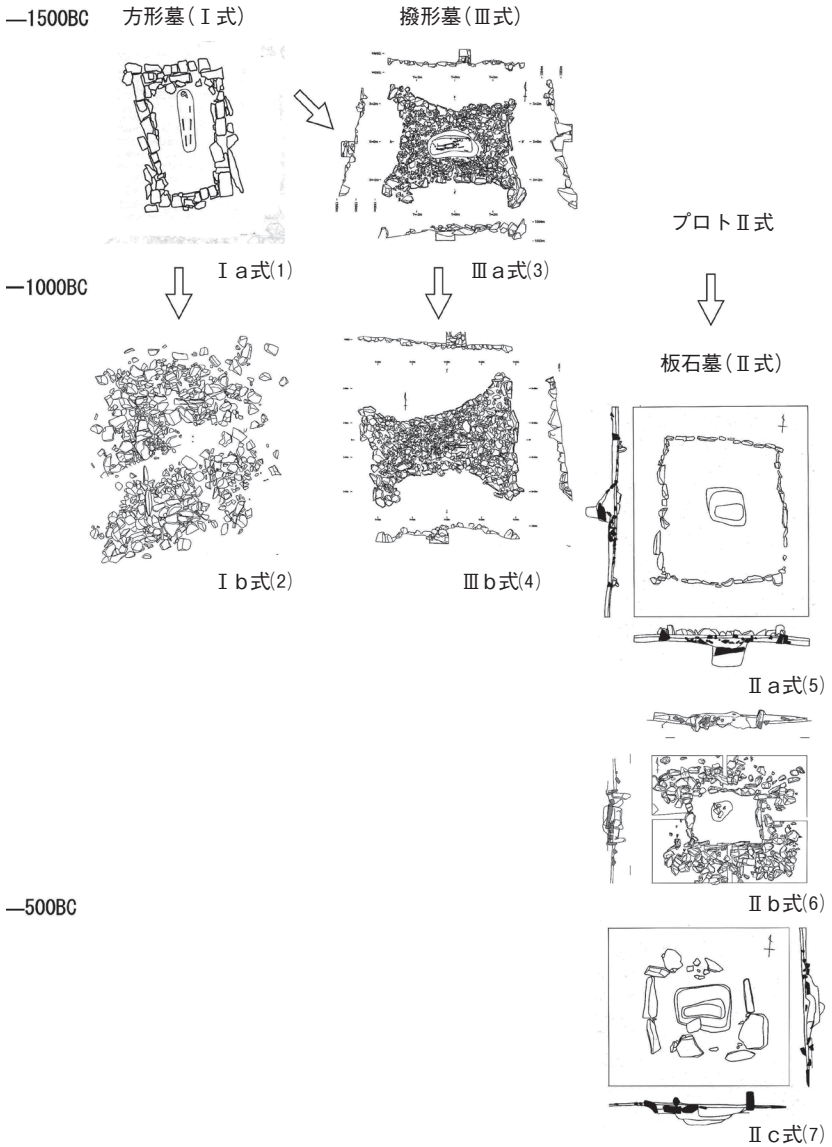 —1500BC
方形墓(Ⅰ式)
撥形墓(Ⅲ式)
Ⅰa式(1)
Ⅲa式(3)
プロトⅡ式
—1000BC
板石墓(Ⅱ式)
Ⅰb式(2)
Ⅲb式(4)
Ⅱa式(5)
Ⅱb式(6)
—500BC
Ⅱc式(7)